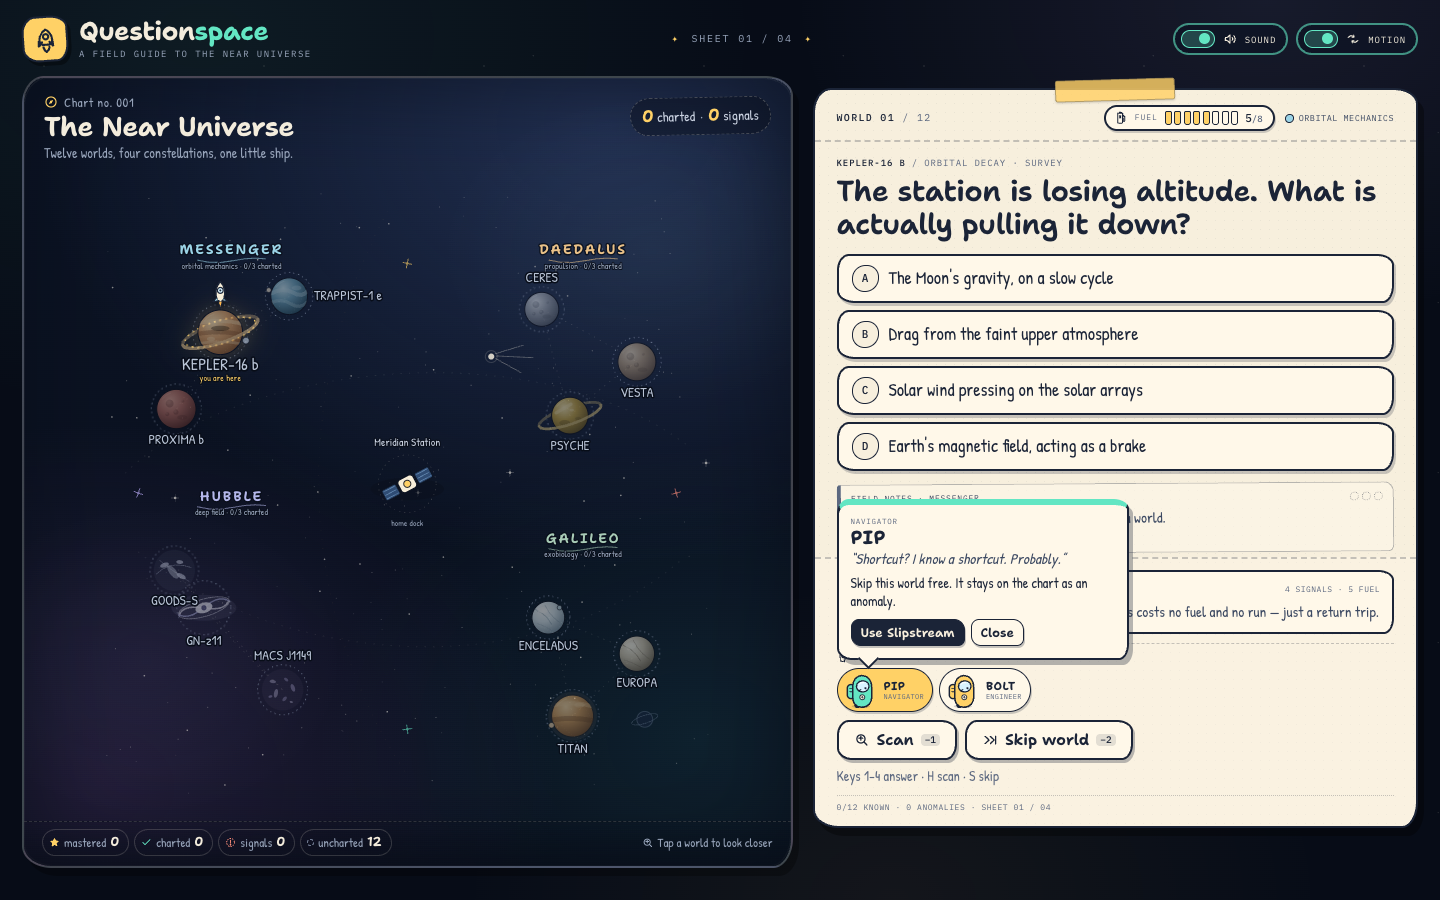 Questionspace
A FIELD GUIDE TO THE NEAR UNIVERSE
SHEET 01 / 04
SOUND
MOTION
Chart no. 001
The Near Universe
Twelve worlds, four constellations, one little ship.
0 charted · 0 signals
MESSENGER
orbital mechanics · 0/3 charted
TRAPPIST-1 e
KEPLER-16 b
you are here
PROXIMA b
DAEDALUS
propulsion · 0/3 charted
CERES
VESTA
PSYCHE
Meridian Station
home dock
HUBBLE
deep field · 0/3 charted
GOODS-S
GN-z11
MACS J1149
GALILEO
exobiology · 0/3 charted
ENCELADUS
EUROPA
TITAN
mastered 0
charted 0
signals 0
uncharted 12
Tap a world to look closer
WORLD 01 / 12
FUEL 5/8
ORBITAL MECHANICS
KEPLER-16 B / ORBITAL DECAY · SURVEY
The station is losing altitude. What is
actually pulling it down?
A The Moon's gravity, on a slow cycle
B Drag from the faint upper atmosphere
C Solar wind pressing on the solar arrays
D Earth's magnetic field, acting as a brake
FIELD NOTES · MESSENGER
world.
NAVIGATOR
PIP
"Shortcut? I know a shortcut. Probably."
Skip this world free. It stays on the chart as an
anomaly.
Use Slipstream
Close
4 SIGNALS · 5 FUEL
costs no fuel and no run — just a return trip.
PIP
NAVIGATOR
BOLT
ENGINEER
Scan −1
Skip world −2
Keys 1-4 answer · H scan · S skip
0/12 KNOWN · 0 ANOMALIES · SHEET 01 / 04